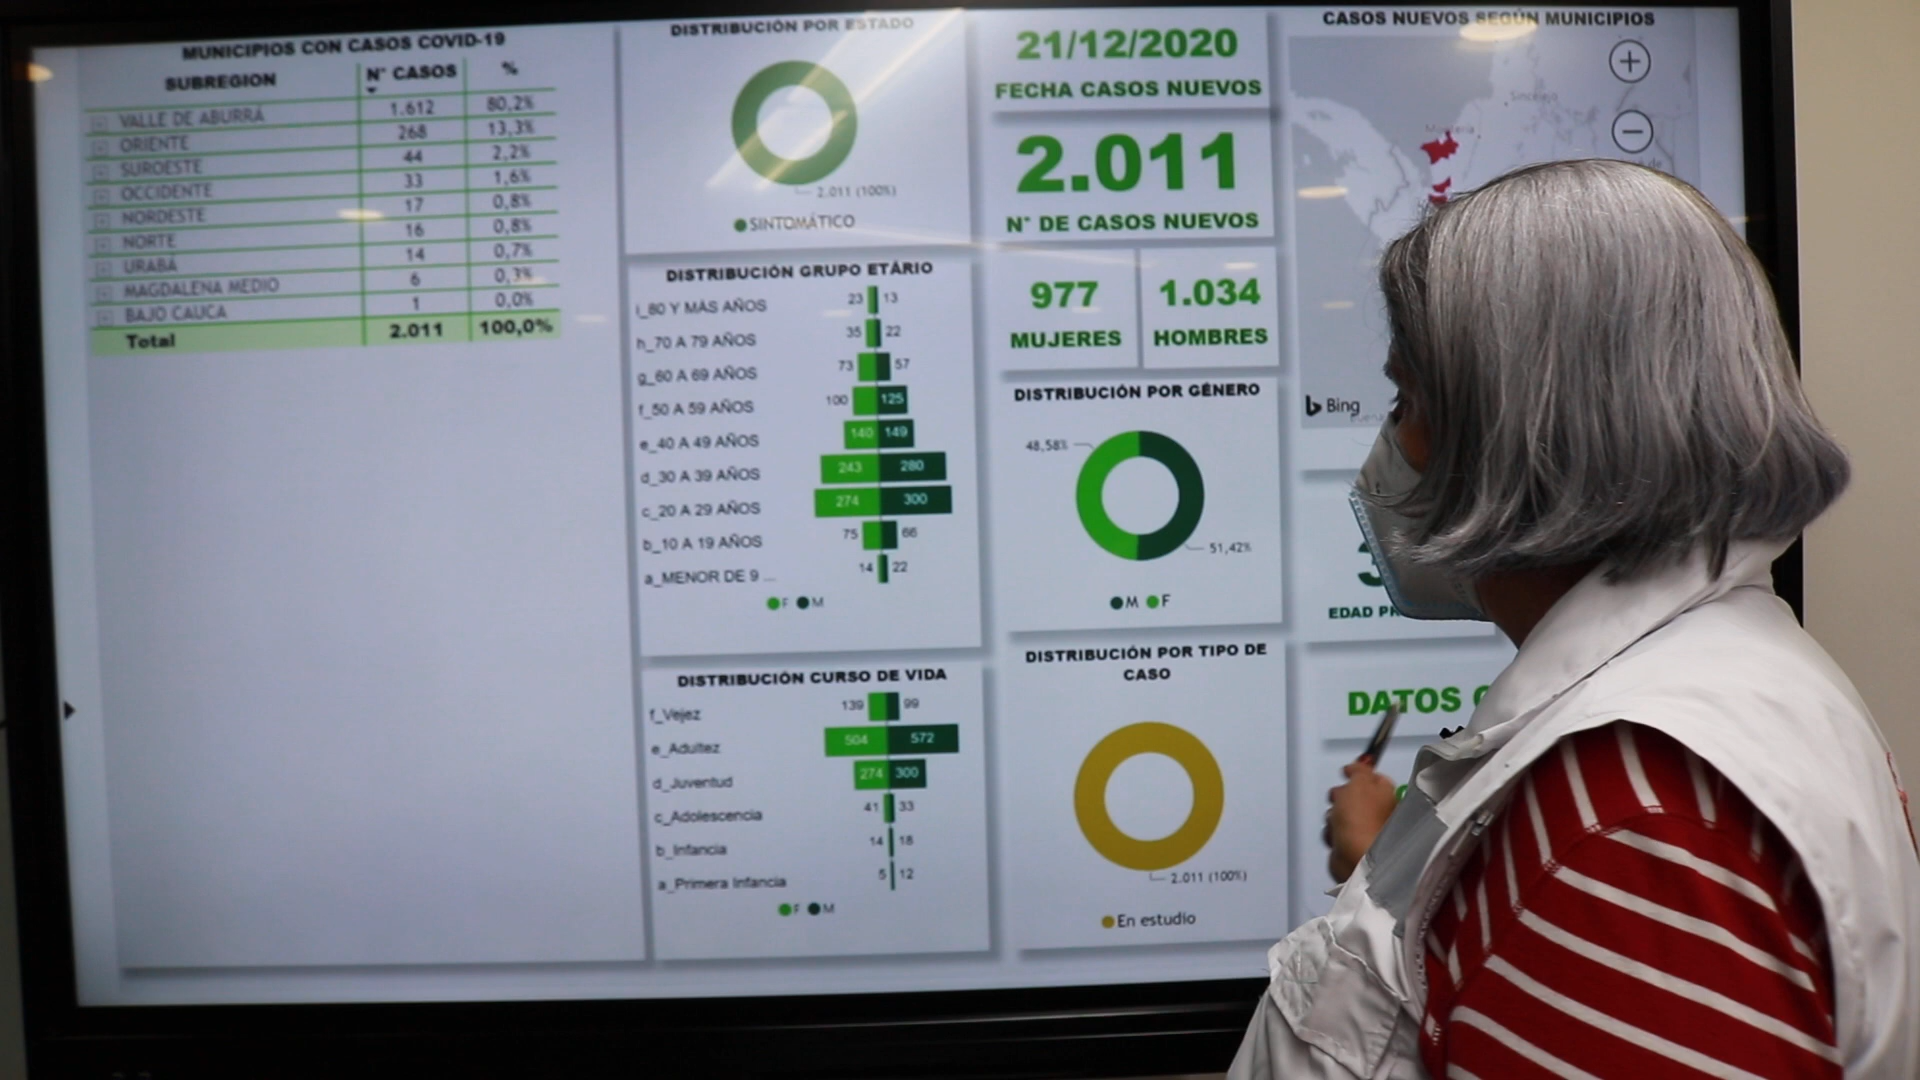 MUNICIPIOS CON CASOS COVID-19
SUBREGION N° CASOS %
VALLE DE ABURRÁ 1.612 80,2%
ORIENTE 268 13,3%
SUROESTE 44 2,2%
OCCIDENTE 33 1,6%
NORDESTE 17 0,8%
NORTE 16 0,8%
URABÁ 14 0,7%
MAGDALENA MEDIO 6 0,3%
BAJO CAUCA 1 0,0%
Total 2.011 100,0%
DISTRIBUCIÓN POR ESTADO
2.011 (100%)
SINTOMÁTICO
DISTRIBUCIÓN GRUPO ETÁRIO
i_80 Y MÁS AÑOS 23 13
h_70 A 79 AÑOS 35 22
g_60 A 69 AÑOS 73 57
f_50 A 59 AÑOS 100 125
e_40 A 49 AÑOS 140 149
d_30 A 39 AÑOS 243 280
c_20 A 29 AÑOS 274 300
b_10 A 19 AÑOS 75 66
a_MENOR DE 9 ... 14 22
F M
DISTRIBUCIÓN CURSO DE VIDA
f_Vejez 139 99
e_Adultez 504 572
d_Juventud 274 300
c_Adolescencia 41 33
b_Infancia 14 18
a_Primera Infancia 5 12
F M
21/12/2020
FECHA CASOS NUEVOS
2.011
N° DE CASOS NUEVOS
977 1.034
MUJERES HOMBRES
DISTRIBUCIÓN POR GÉNERO
48,58%
51,42%
M F
DISTRIBUCIÓN POR TIPO DE
CASO
2.011 (100%)
En estudio
CASOS NUEVOS SEGÚN MUNICIPIOS
Sincelejo
Montería
Bing
EDAD
DATOS